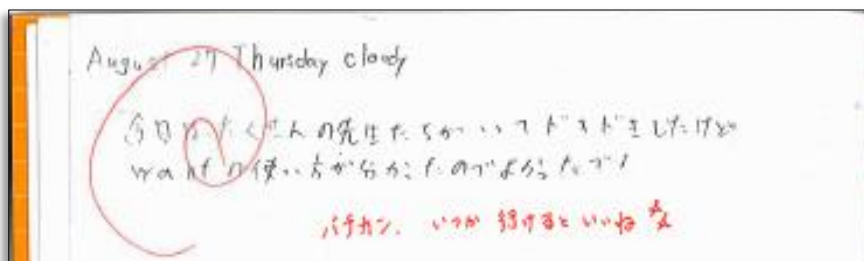 August 27 Thursday cloudy
今日はたくさんの先生たちがいてドキドキしたけど
wantの使い方が分かったのでよかったです!
バチカン、いつか行けるといいね